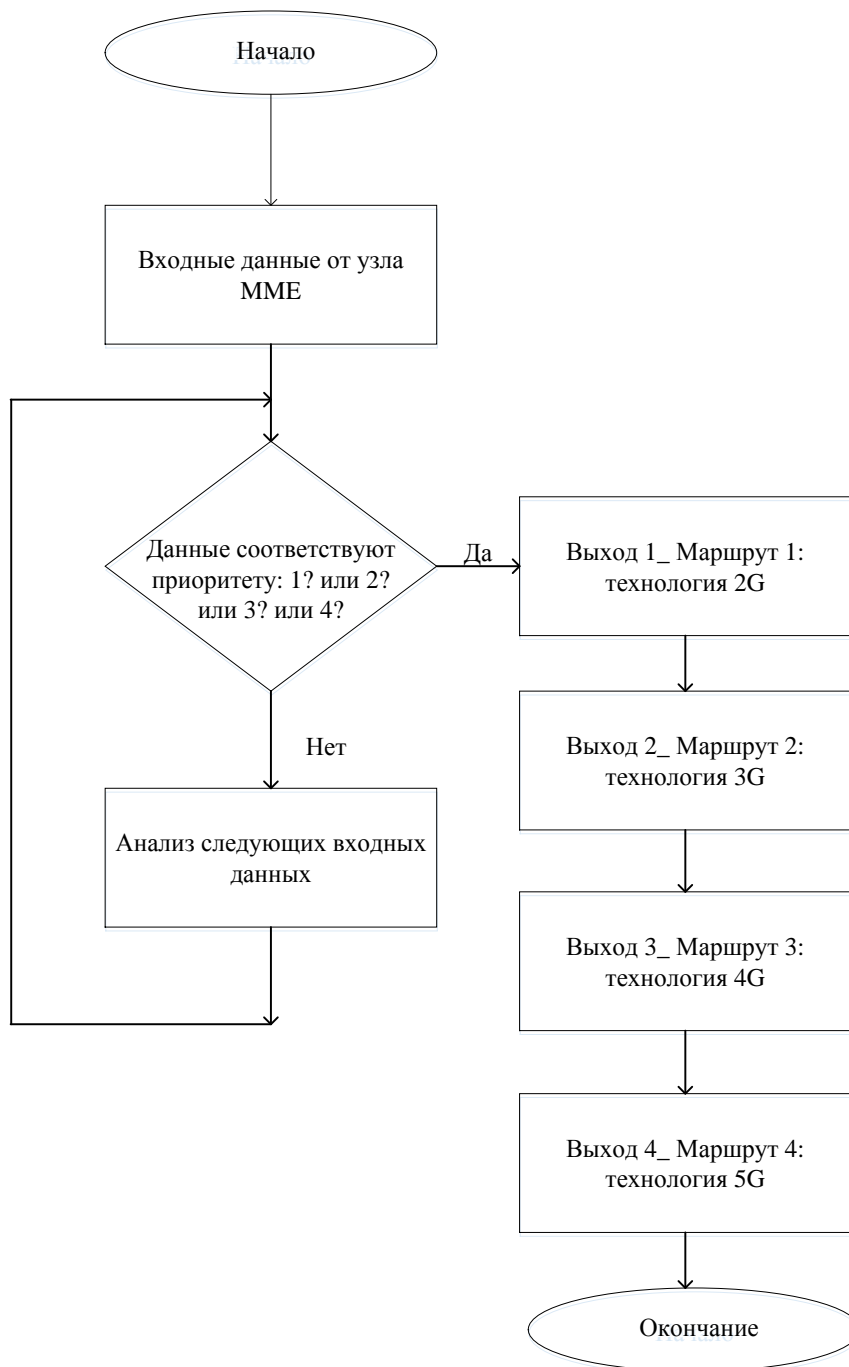 Начало
Входные данные от узла
MME
Данные соответствуют
приоритету: 1? или 2?
или 3? или 4?
Да
Выход 1_ Маршрут 1:
технология 2G
Выход 2_ Маршрут 2:
технология 3G
Нет
Анализ следующих входных
данных
Выход 3_ Маршрут 3:
технология 4G
Выход 4_ Маршрут 4:
технология 5G
Окончание